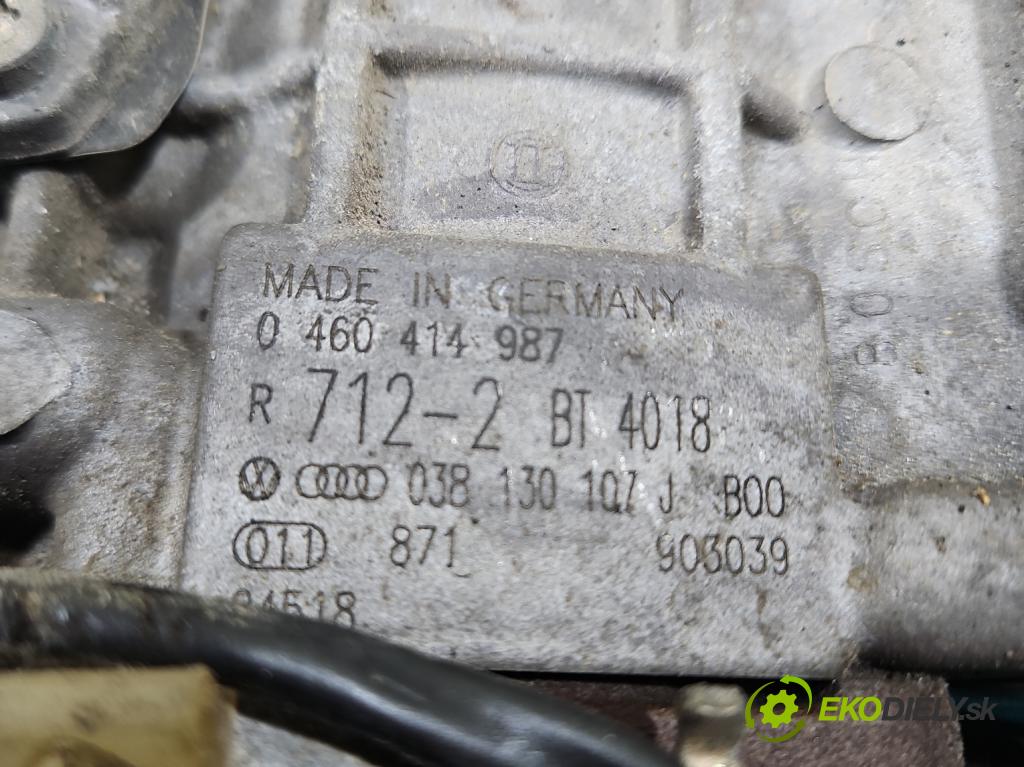 BOSC
MADE IN GERMANY
0 460 414 987
R 712-2 BT 4018
038 130 107 J B00
011 871 903039
EKODIELY.sk